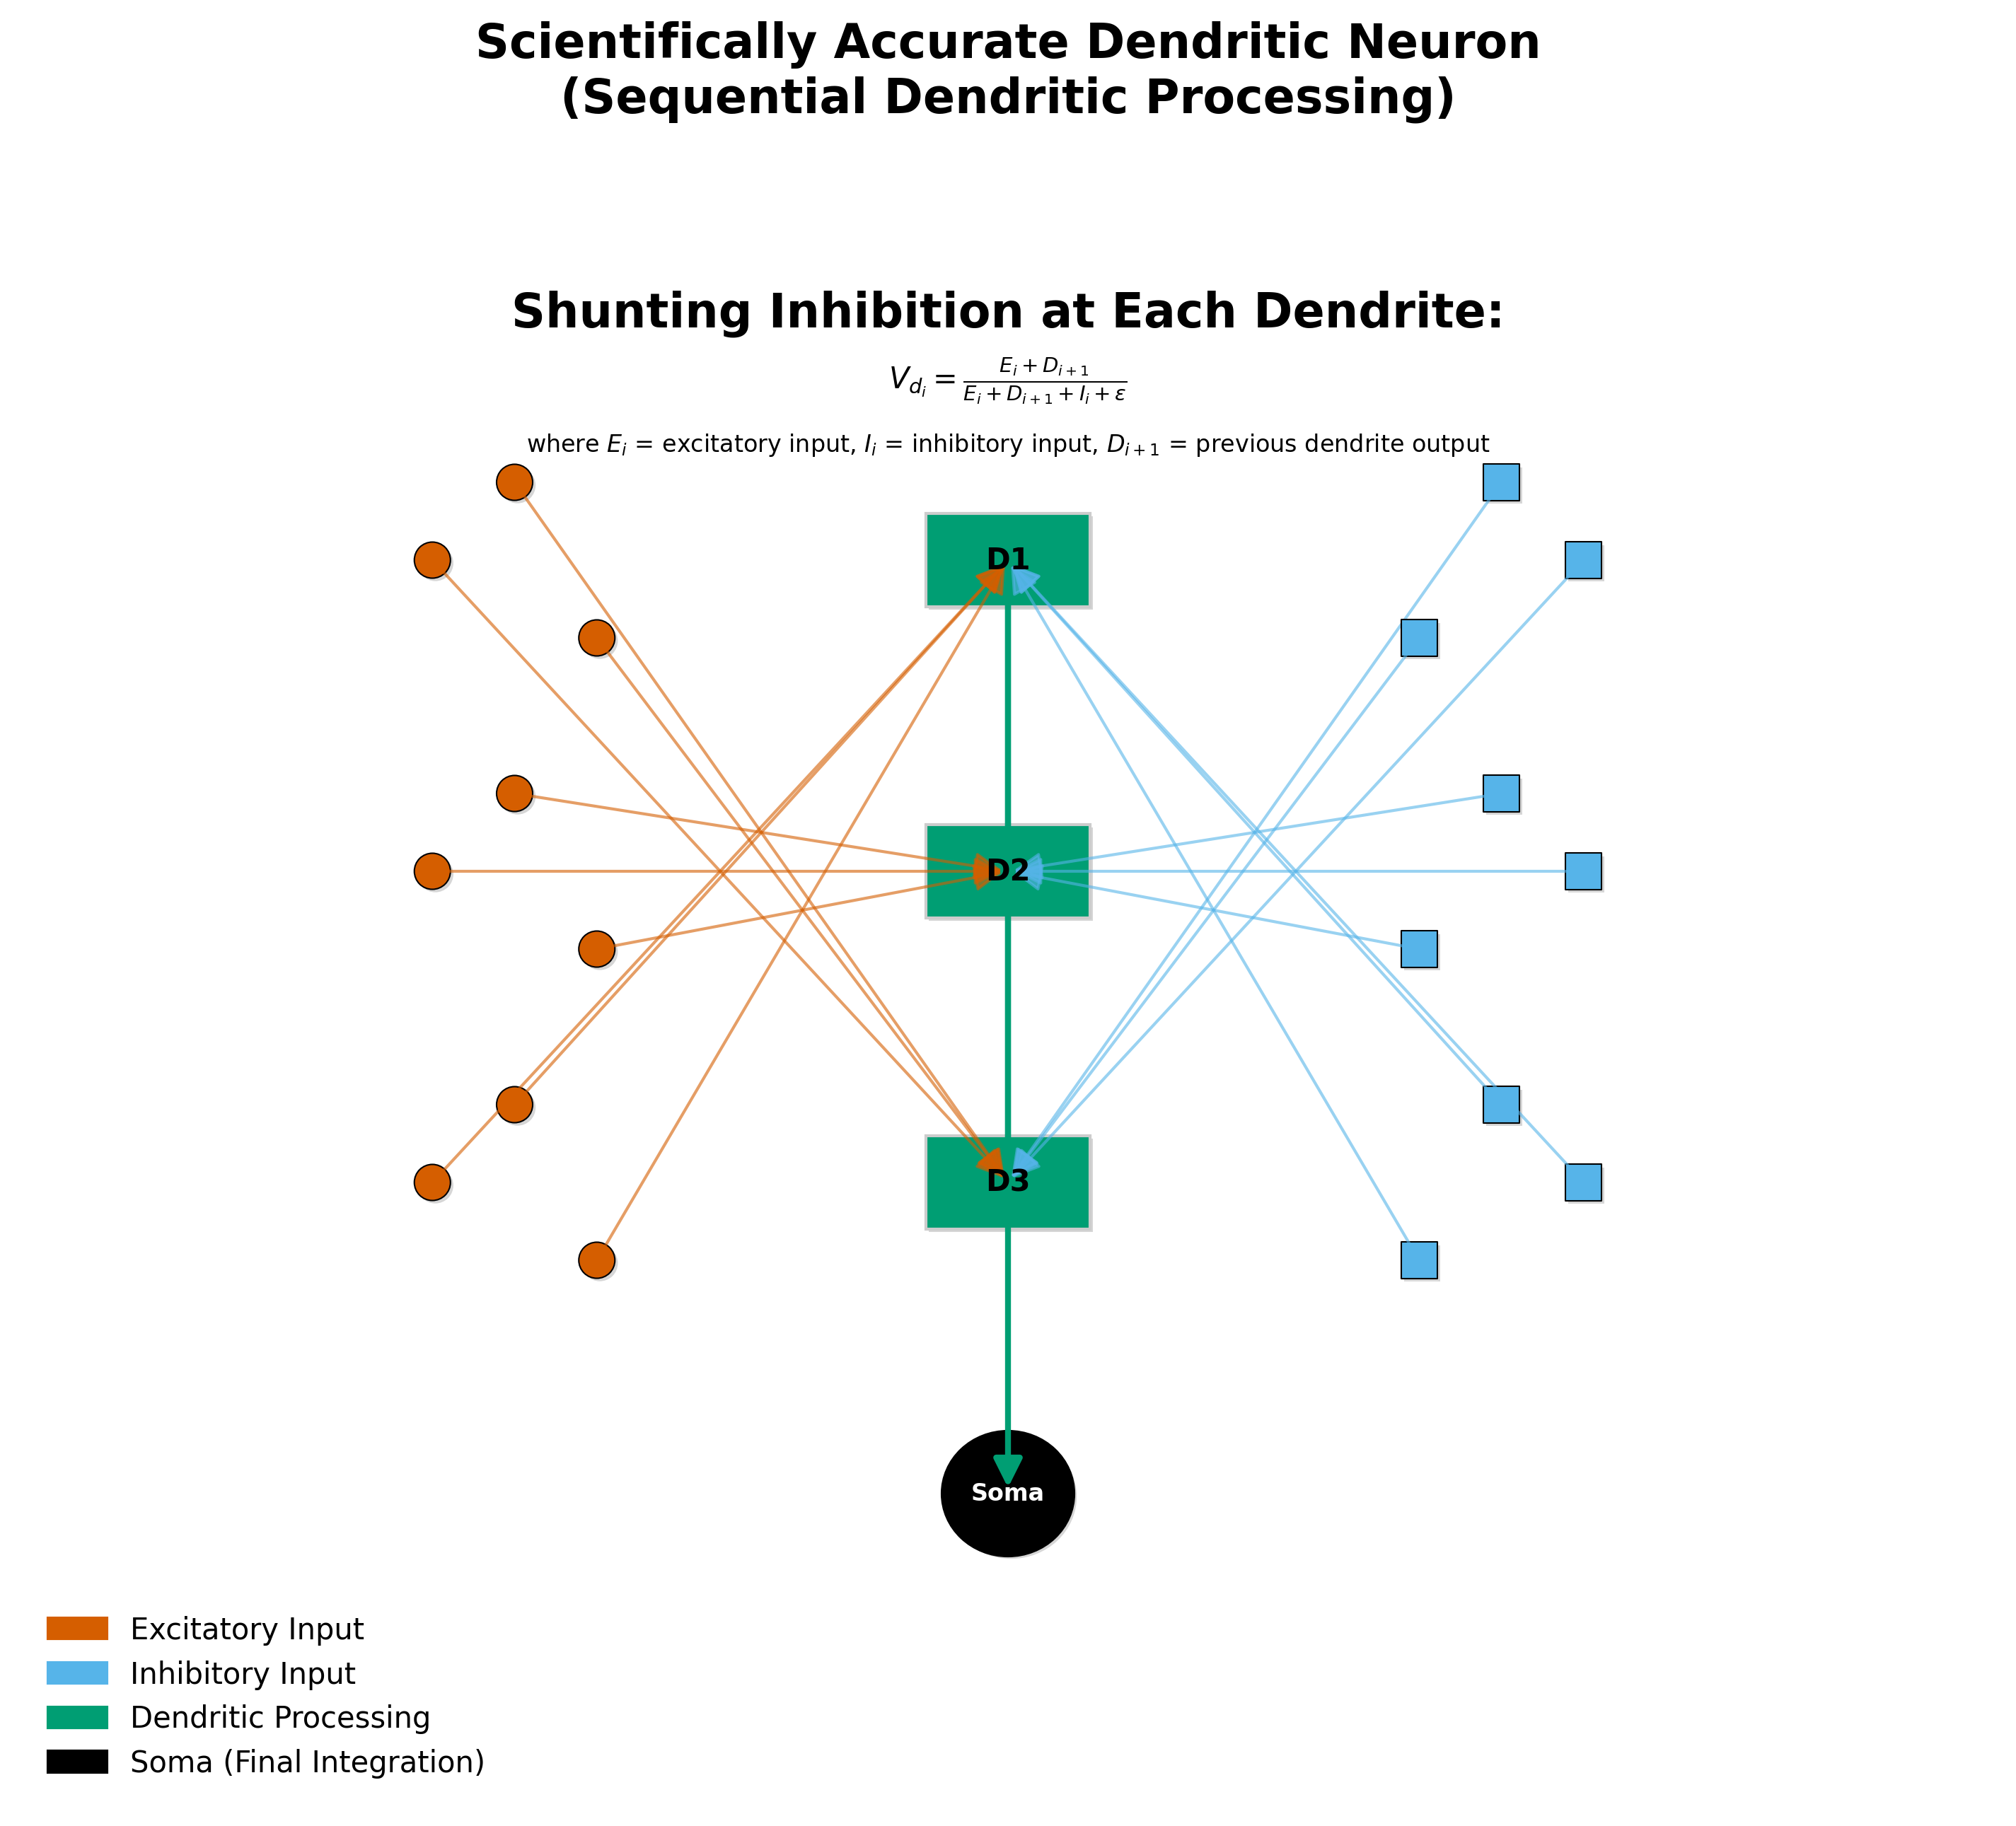 Scientifically Accurate Dendritic Neuron
(Sequential Dendritic Processing)
Shunting Inhibition at Each Dendrite:
$V_{d_i} = \frac{E_i + D_{i+1}}{E_i + D_{i+1} + I_i + \varepsilon}$
where $E_i$ = excitatory input, $I_i$ = inhibitory input, $D_{i+1}$ = previous dendrite output
D1
D2
D3
Soma
Excitatory Input
Inhibitory Input
Dendritic Processing
Soma (Final Integration)